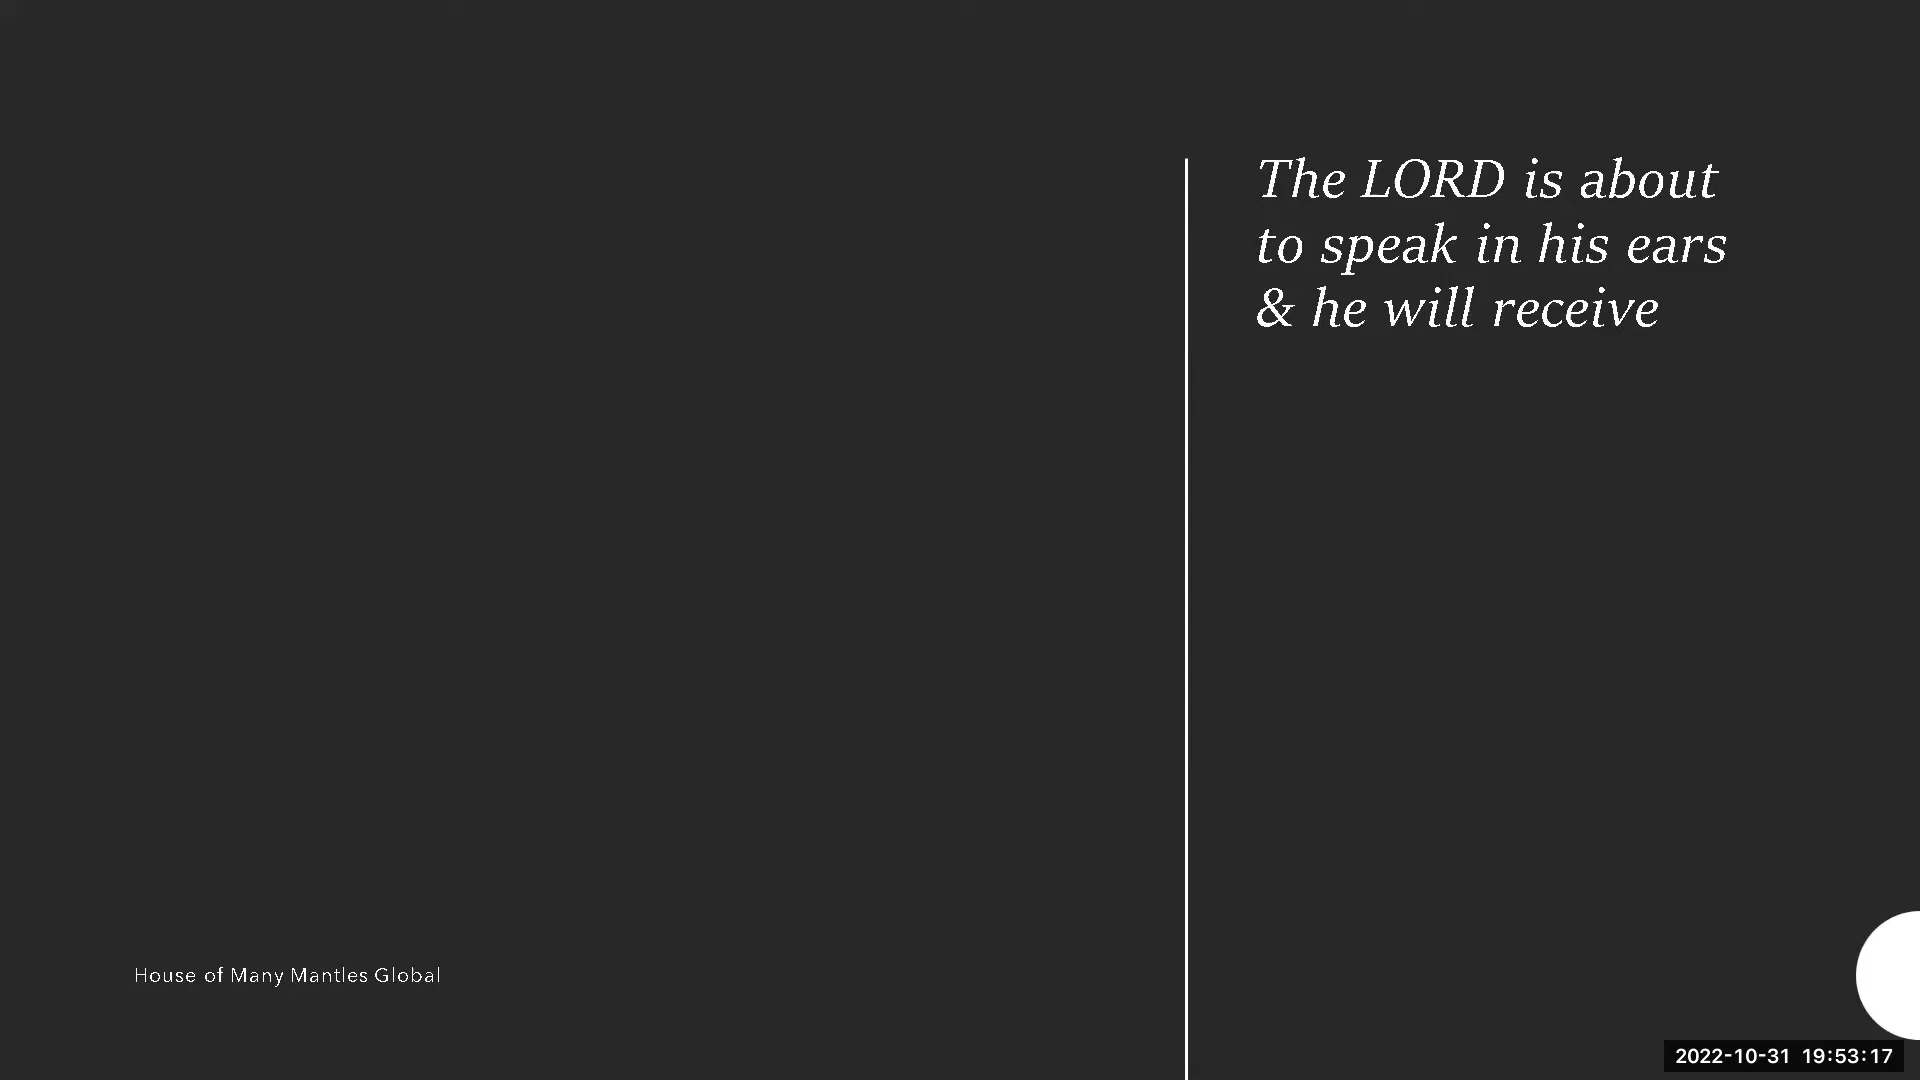 The LORD is about
to speak in his ears
& he will receive
House of Many Mantles Global
2022-10-31 19:53:17